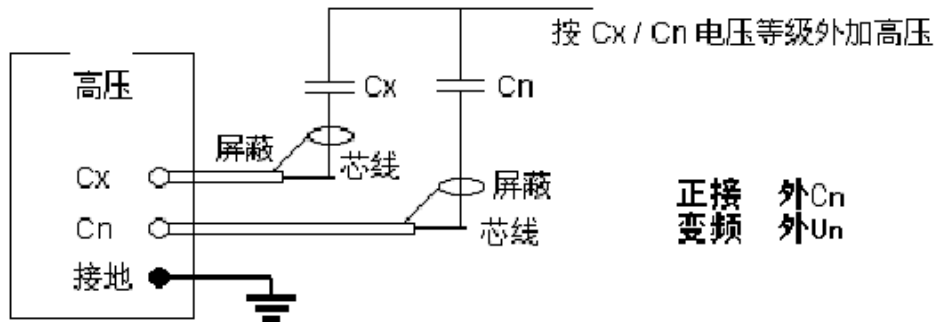 按 Cx / Cn 电压等级外加高压
高压
Cx
Cn
屏蔽
芯线
Cx
屏蔽
Cn
芯线
正接 外Cn
变频 外Un
接地